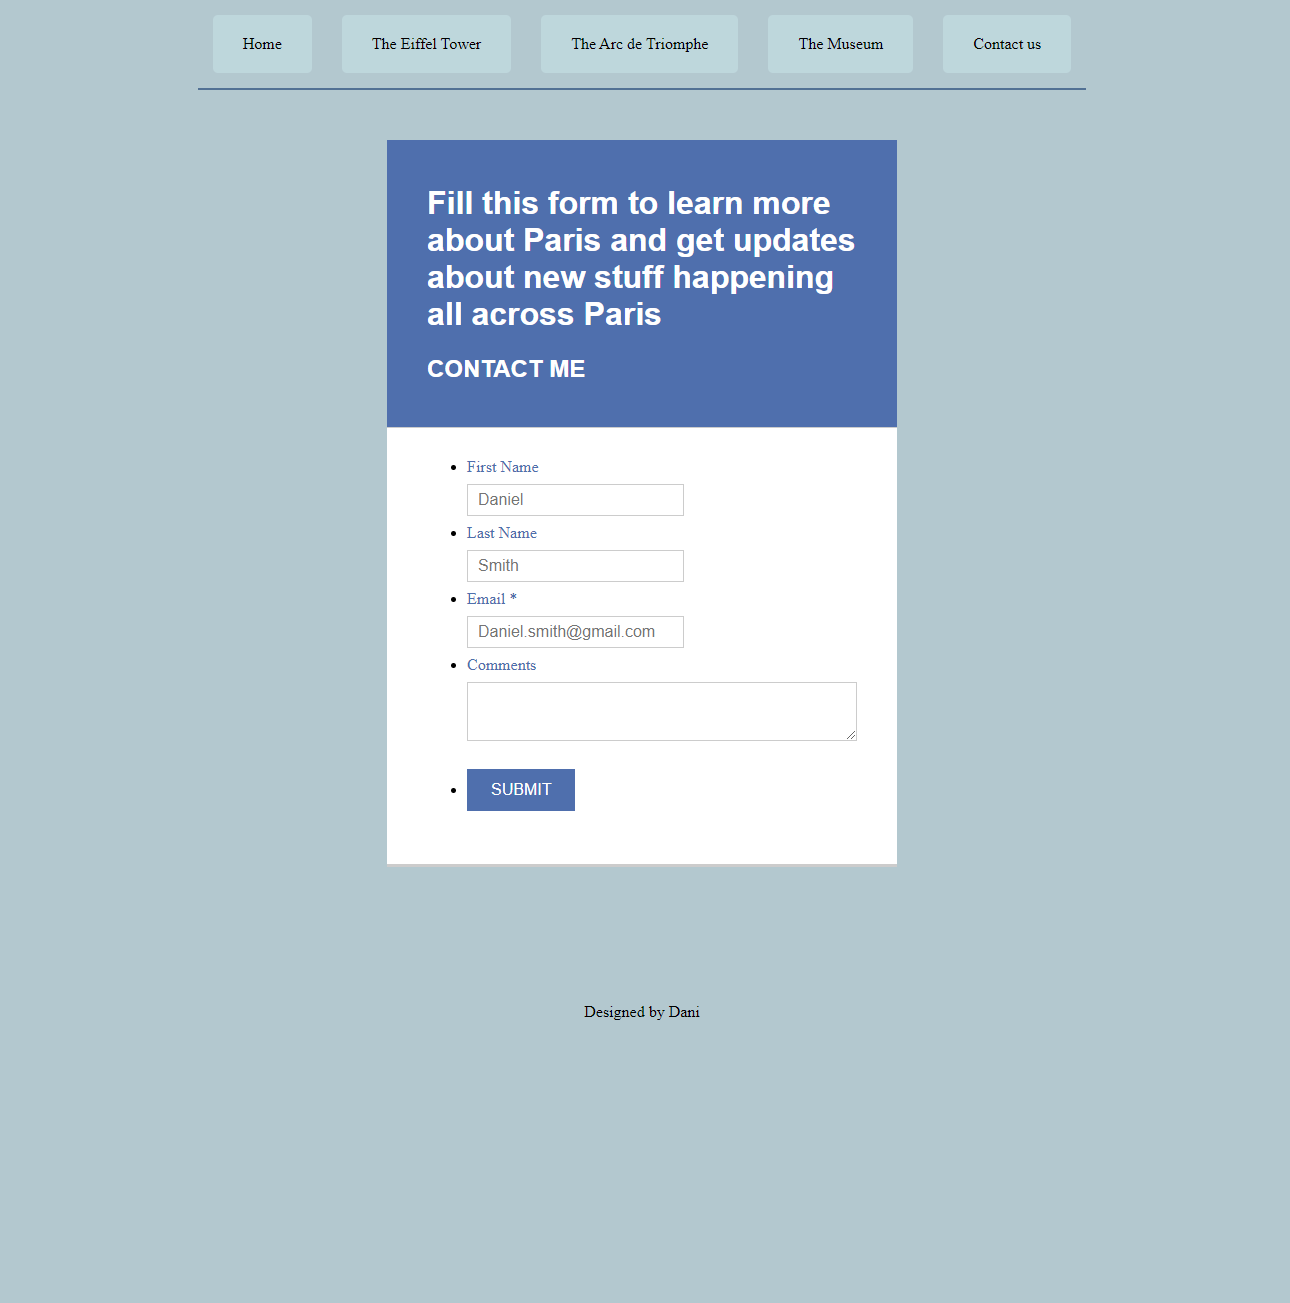 Home The Eiffel Tower The Arc de Triomphe The Museum Contact us
Fill this form to learn more
about Paris and get updates
about new stuff happening
all across Paris
CONTACT ME
First Name
Daniel
Last Name
Smith
Email *
Daniel.smith@gmail.com
Comments
SUBMIT
Designed by Dani